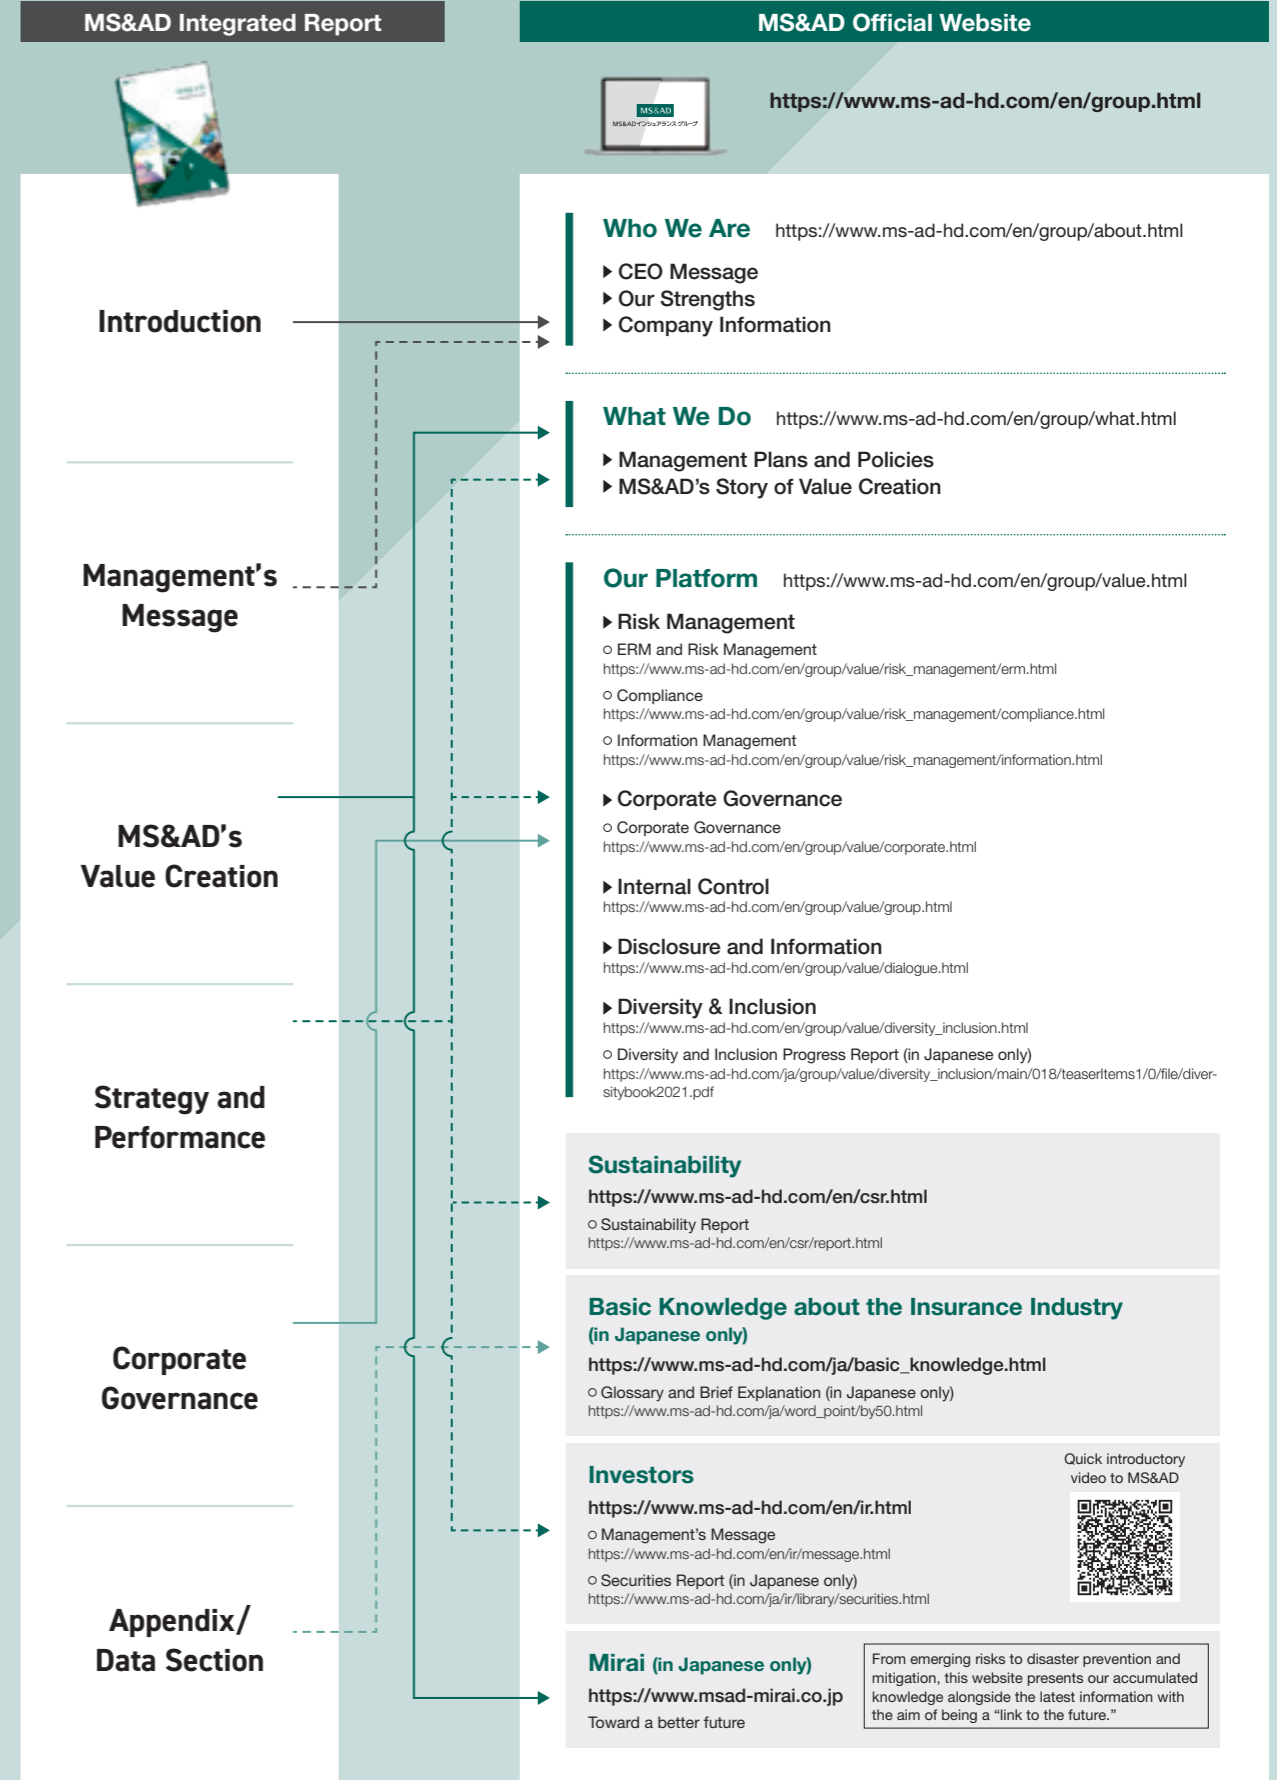 MS&AD Integrated Report
MS&AD Official Website
MS&AD
MS&ADインシュアランス グループ
https://www.ms-ad-hd.com/en/group.html
Introduction
Management's
Message
MS&AD's
Value Creation
Strategy and
Performance
Corporate
Governance
Appendix/
Data Section
Who We Are https://www.ms-ad-hd.com/en/group/about.html
CEO Message
Our Strengths
Company Information
What We Do https://www.ms-ad-hd.com/en/group/what.html
Management Plans and Policies
MS&AD's Story of Value Creation
Our Platform https://www.ms-ad-hd.com/en/group/value.html
Risk Management
ERM and Risk Management
https://www.ms-ad-hd.com/en/group/value/risk_management/erm.html
Compliance
https://www.ms-ad-hd.com/en/group/value/risk_management/compliance.html
Information Management
https://www.ms-ad-hd.com/en/group/value/risk_management/information.html
Corporate Governance
Corporate Governance
https://www.ms-ad-hd.com/en/group/value/corporate.html
Internal Control
https://www.ms-ad-hd.com/en/group/value/group.html
Disclosure and Information
https://www.ms-ad-hd.com/en/group/value/dialogue.html
Diversity & Inclusion
https://www.ms-ad-hd.com/en/group/value/diversity_inclusion.html
Diversity and Inclusion Progress Report (in Japanese only)
https://www.ms-ad-hd.com/ja/group/value/diversity_inclusion/main/018/teaserItems1/0/file/diver-
sitybook2021.pdf
Sustainability
https://www.ms-ad-hd.com/en/csr.html
Sustainability Report
https://www.ms-ad-hd.com/en/csr/report.html
Basic Knowledge about the Insurance Industry
(in Japanese only)
https://www.ms-ad-hd.com/ja/basic_knowledge.html
Glossary and Brief Explanation (in Japanese only)
https://www.ms-ad-hd.com/ja/word_point/by50.html
Investors
https://www.ms-ad-hd.com/en/ir.html
Management's Message
https://www.ms-ad-hd.com/en/ir/message.html
Securities Report (in Japanese only)
https://www.ms-ad-hd.com/ja/ir/library/securities.html
Quick introductory
video to MS&AD
Mirai (in Japanese only)
https://www.msad-mirai.co.jp
Toward a better future
From emerging risks to disaster prevention and
mitigation, this website presents our accumulated
knowledge alongside the latest information with
the aim of being a “link to the future.”